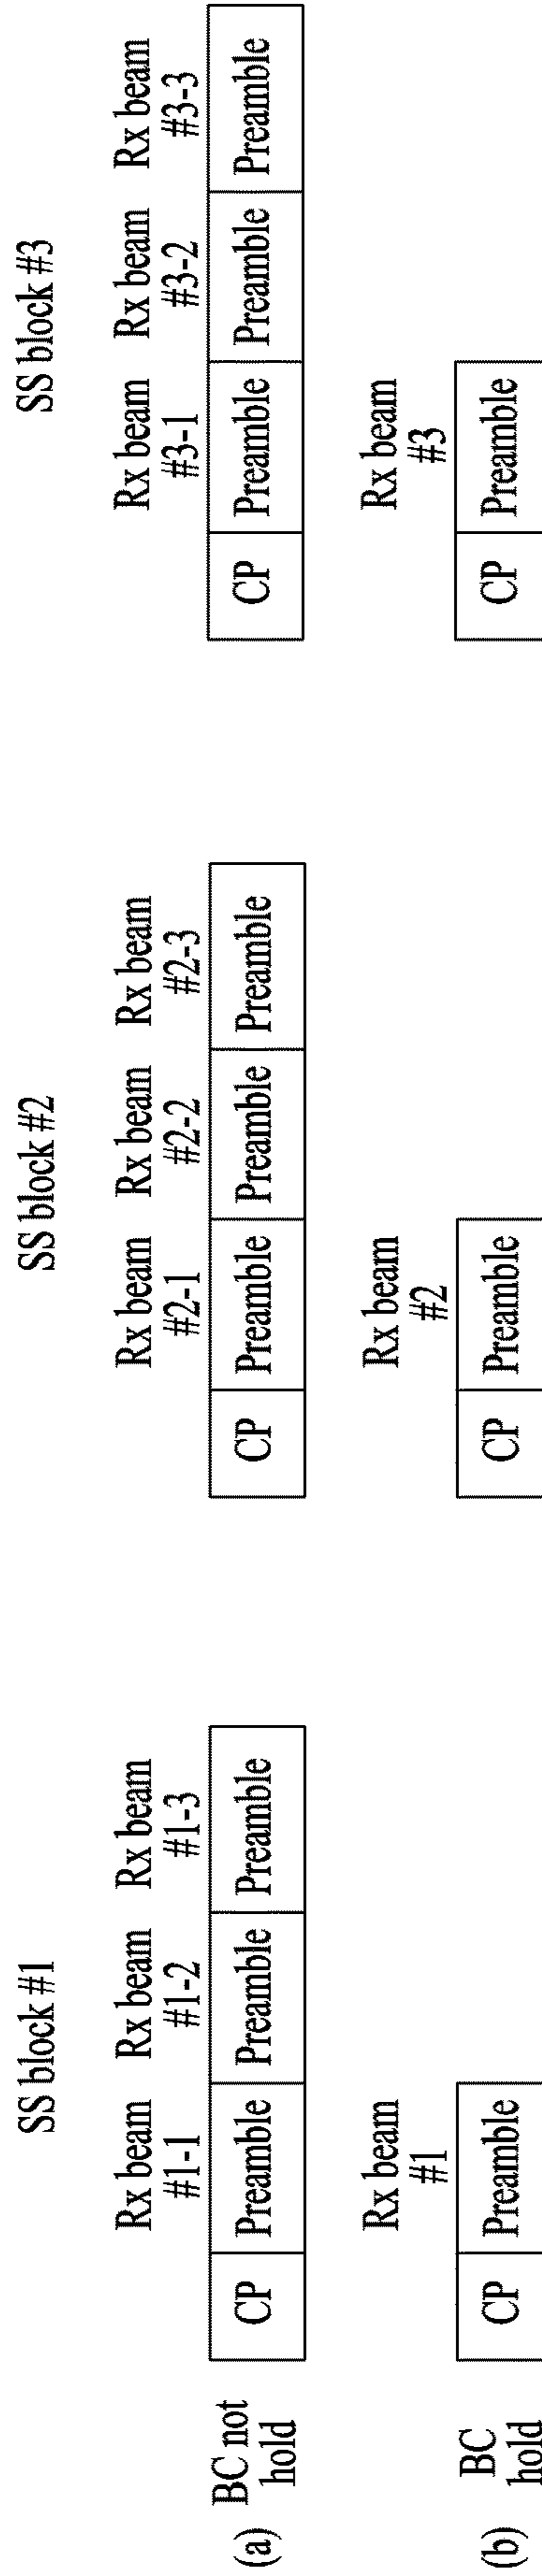 SS block #1
SS block #2
SS block #3
Rx beam
#1-1
Rx beam
#1-2
Rx beam
#1-3
Rx beam
#2-1
Rx beam
#2-2
Rx beam
#2-3
Rx beam
#3-1
Rx beam
#3-2
Rx beam
#3-3
(a)
BC not
hold
CP
Preamble
Preamble
Preamble
CP
Preamble
Preamble
Preamble
CP
Preamble
Preamble
Preamble
Rx beam
#1
Rx beam
#2
Rx beam
#3
(b)
BC
hold
CP
Preamble
CP
Preamble
CP
Preamble